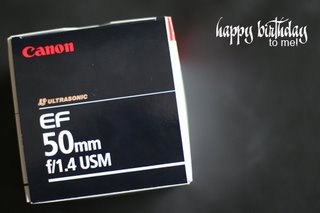 happy birthday
to me!
Canon
ULTRASONIC
EF
50mm
f/1.4 USM